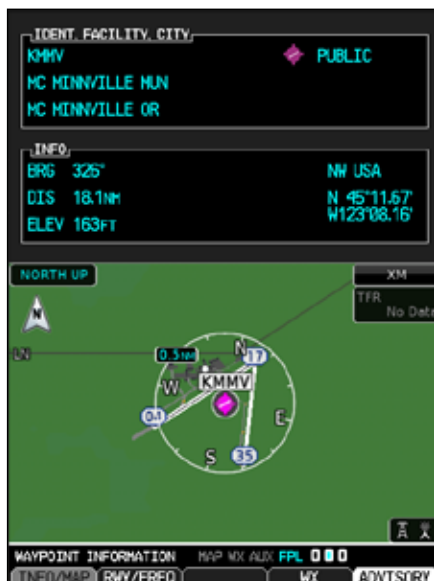 IDENT, FACILITY, CITY
KMMV PUBLIC
MC MINNVILLE MUN
MC MINNVILLE OR
INFO
BRG 326° NW USA
DIS 18.1NM N 45°11.67'
W123°08.16'
ELEV 163FT
NORTH UP
XM
TFR
No Data
N
LN
0.5NM
N
17
W
KMMV
04
E
S
35
WAYPOINT INFORMATION MAP WX AUX FPL
INFO/MAP RWY/FREQ WX ADVISORY